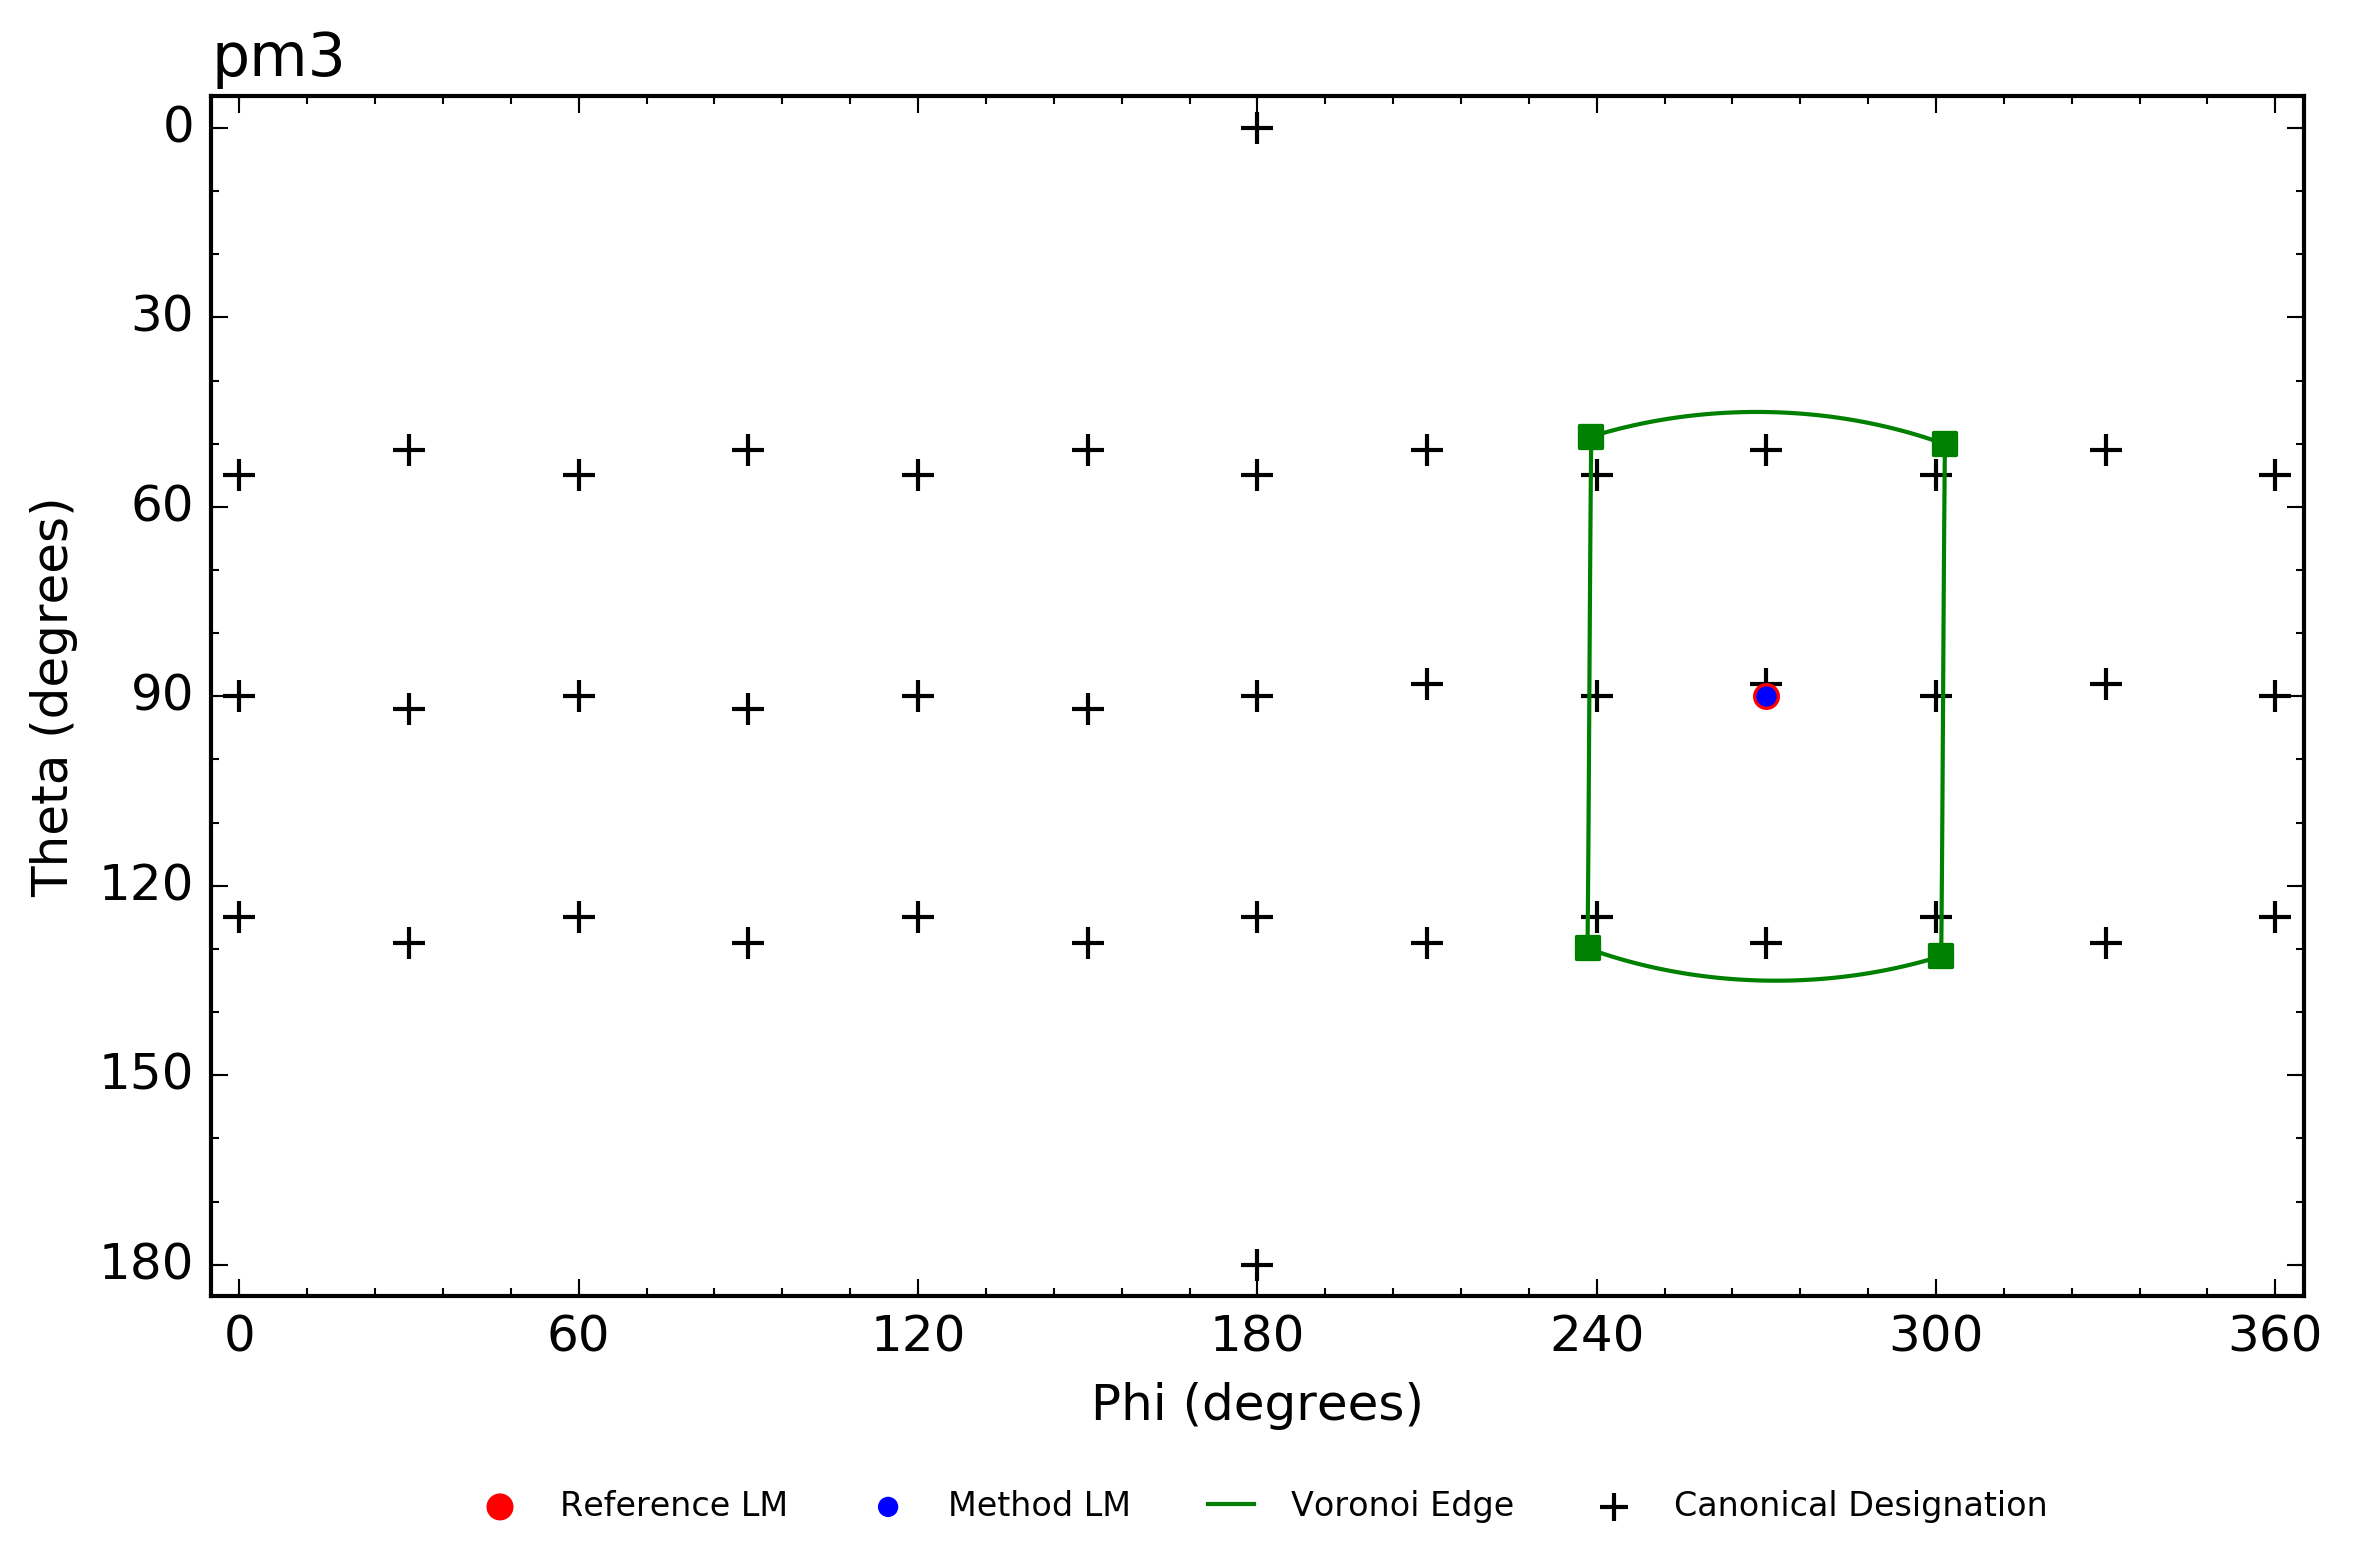 pm3
0
30
60
90
120
150
180
Theta (degrees)
0 60 120 180 240 300 360
Phi (degrees)
Reference LM Method LM Voronoi Edge Canonical Designation